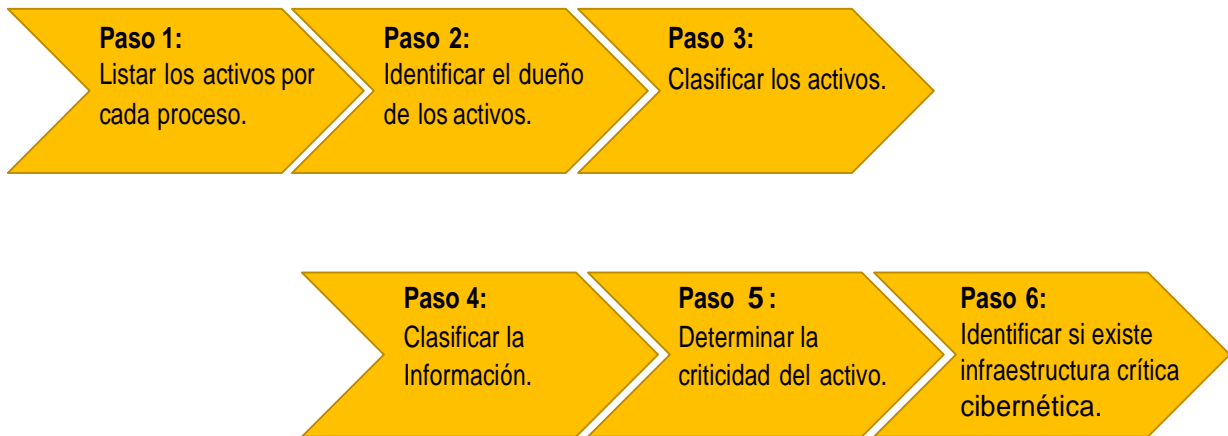 Paso 1:
Listar los activos por
cada proceso.
Paso 2:
Identificar el dueño
de los activos.
Paso 3:
Clasificar los activos.
Paso 4:
Clasificar la
Información.
Paso 5:
Determinar la
criticidad del activo.
Paso 6:
Identificar si existe
infraestructura crítica
cibernética.